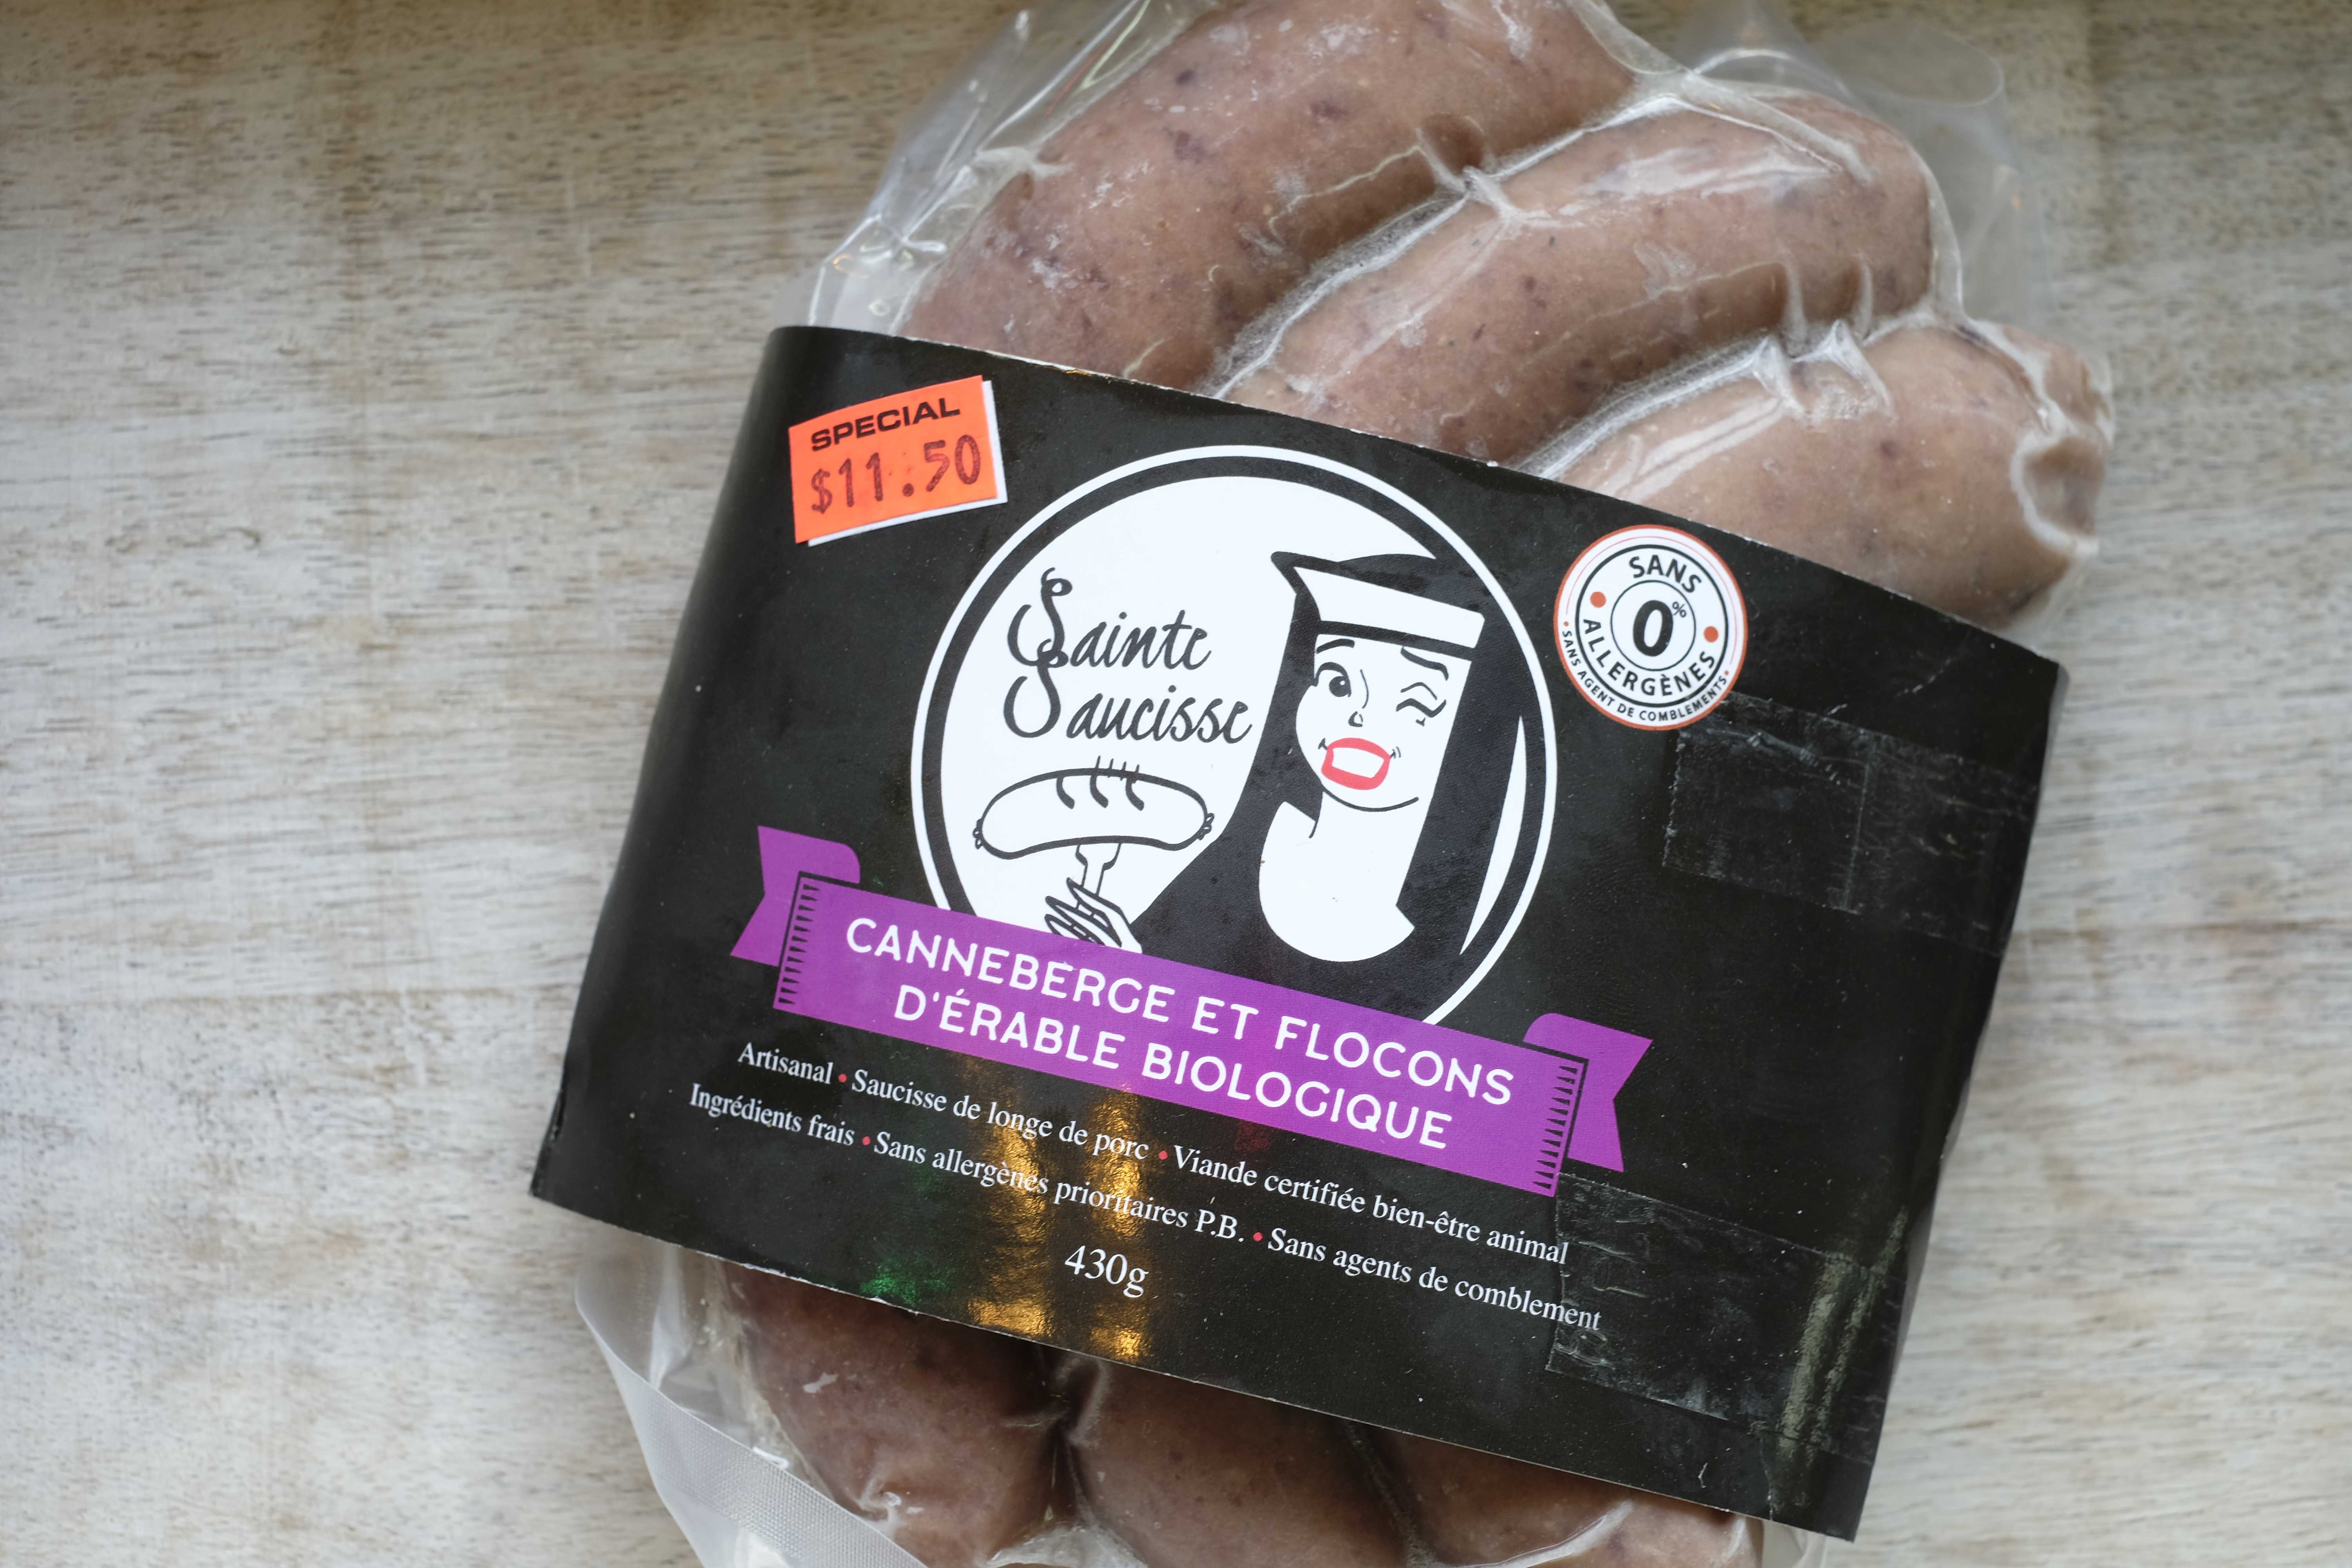 SPECIAL
$11.50
Sainte
Saucisse
SANS
0%
ALLERGÈNES
• SANS AGENT DE COMBLEMENTS •
CANNEBERGE ET FLOCONS
D'ÉRABLE BIOLOGIQUE
Artisanal • Saucisse de longe de porc • Viande certifiée bien-être animal
Ingrédients frais • Sans allergènes prioritaires P.B. • Sans agents de comblement
430g